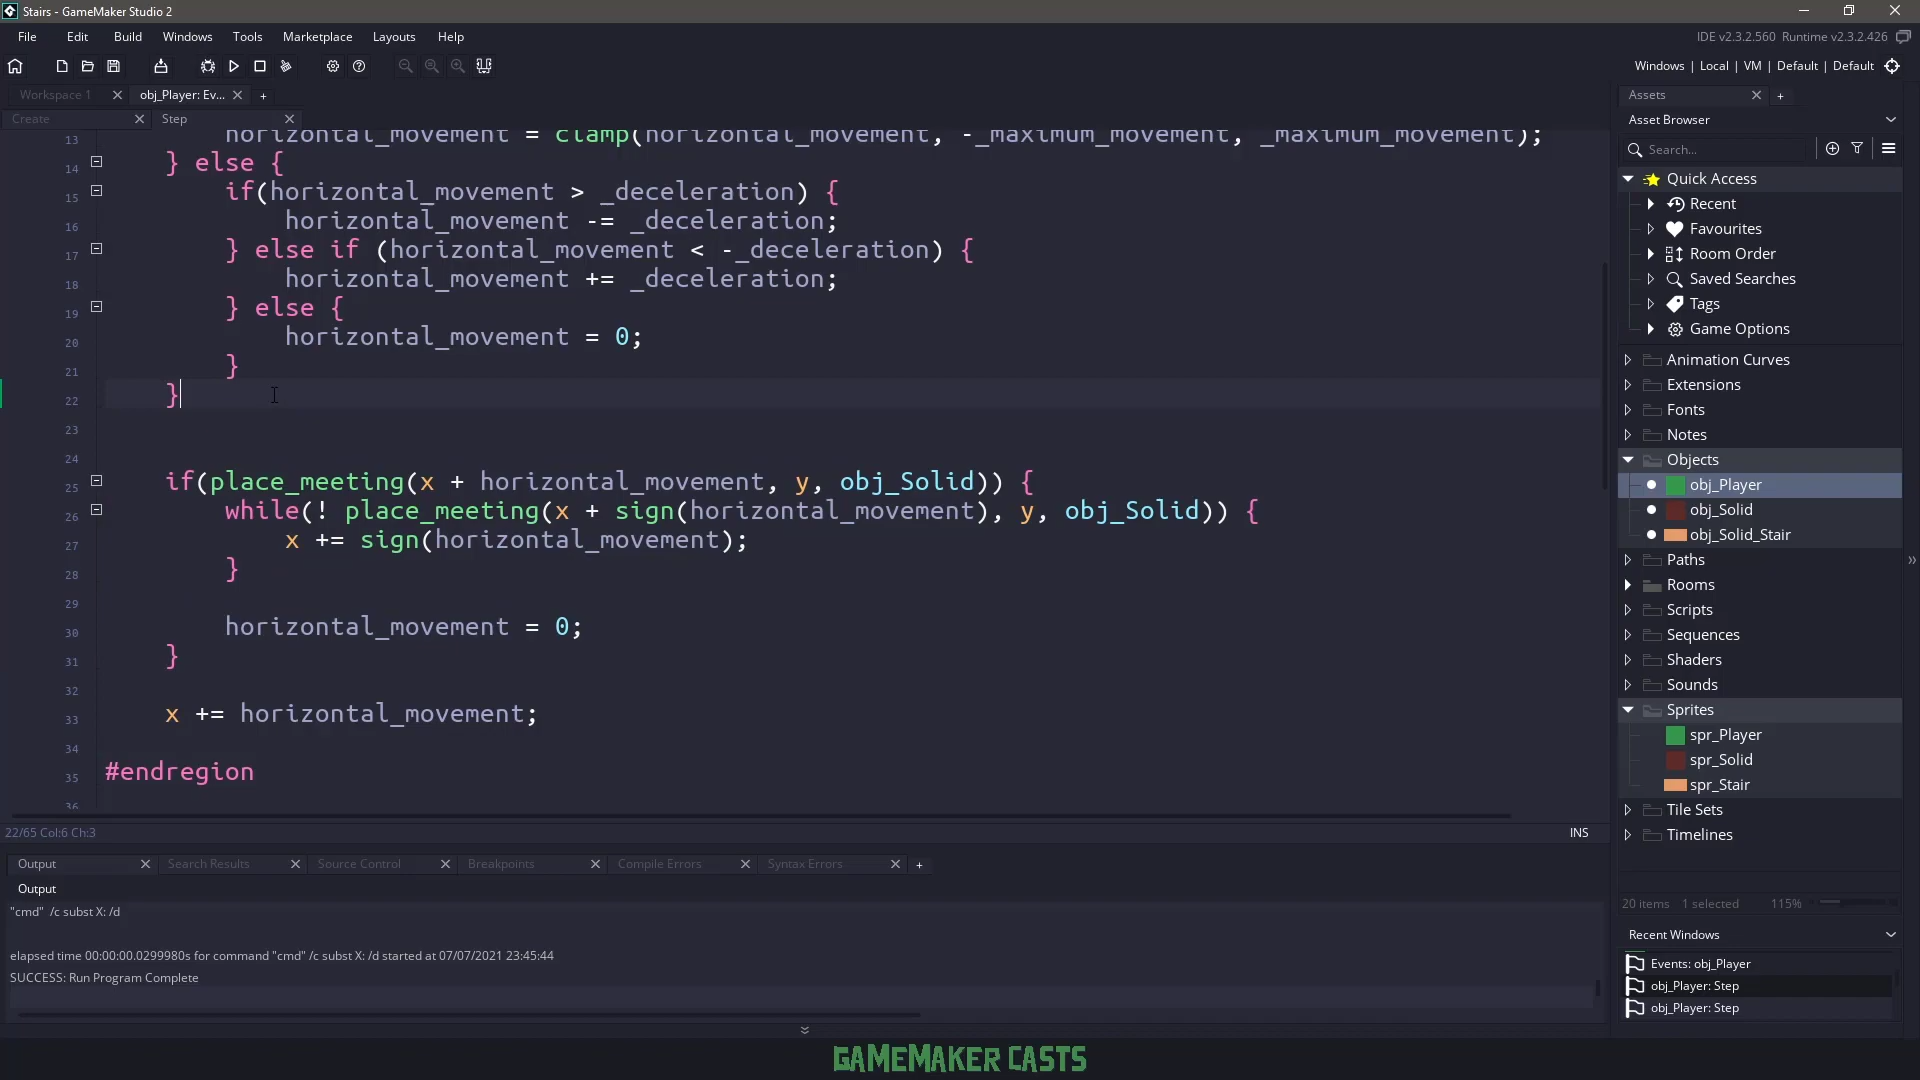 Stairs - GameMaker Studio 2
File Edit Build Windows Tools Marketplace Layouts Help
IDE v2.3.2.560 Runtime v2.3.2.426
Windows | Local | VM | Default | Default
Workspace 1 obj_Player: Ev...
Create Step
13 horizontal_movement = clamp(horizontal_movement, -_maximum_movement, _maximum_movement);
14 } else {
15 if(horizontal_movement > _deceleration) {
16 horizontal_movement -= _deceleration;
17 } else if (horizontal_movement < -_deceleration) {
18 horizontal_movement += _deceleration;
19 } else {
20 horizontal_movement = 0;
21 }
22 }
23
24
25 if(place_meeting(x + horizontal_movement, y, obj_Solid)) {
26 while(! place_meeting(x + sign(horizontal_movement), y, obj_Solid)) {
27 x += sign(horizontal_movement);
28 }
29
30 horizontal_movement = 0;
31 }
32
33 x += horizontal_movement;
34
35 #endregion
36
22/65 Col:6 Ch:3 INS
Output Search Results Source Control Breakpoints Compile Errors Syntax Errors
Output
"cmd" /c subst X: /d
elapsed time 00:00:00.0299980s for command "cmd" /c subst X: /d started at 07/07/2021 23:45:44
SUCCESS: Run Program Complete
Assets
Asset Browser
Search...
Quick Access
Recent
Favourites
Room Order
Saved Searches
Tags
Game Options
Animation Curves
Extensions
Fonts
Notes
Objects
obj_Player
obj_Solid
obj_Solid_Stair
Paths
Rooms
Scripts
Sequences
Shaders
Sounds
Sprites
spr_Player
spr_Solid
spr_Stair
Tile Sets
Timelines
20 items 1 selected 115%
Recent Windows
Events: obj_Player
obj_Player: Step
obj_Player: Step
GAMEMAKER CASTS